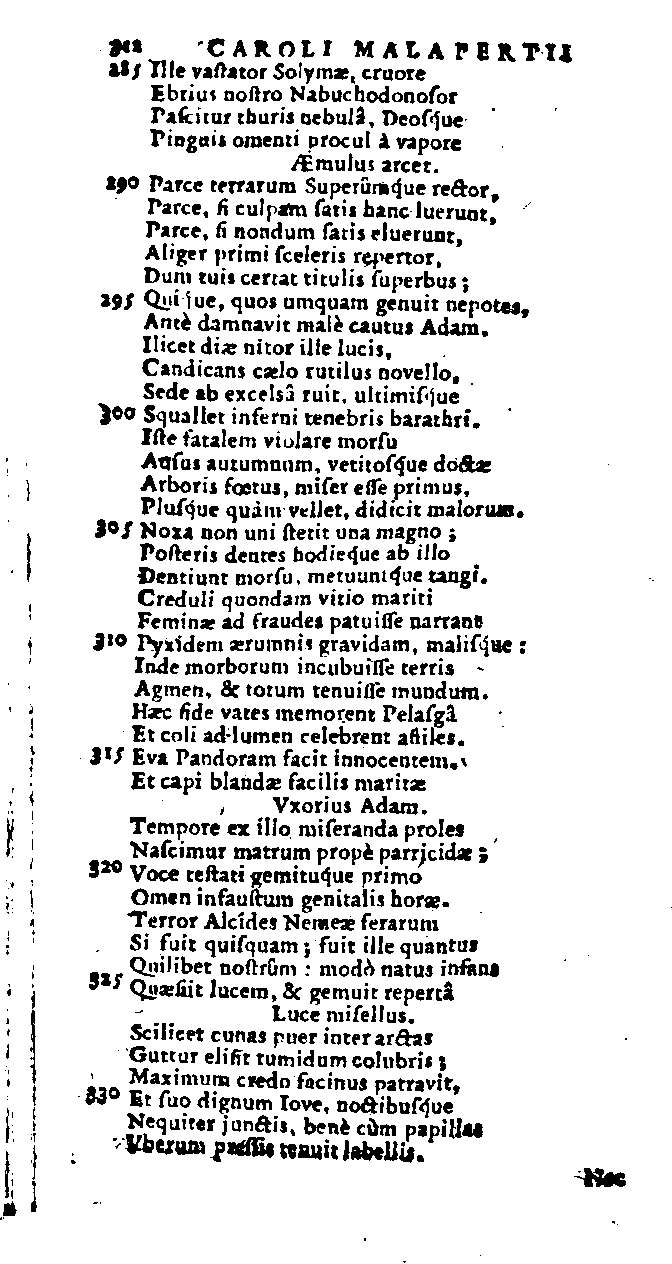 312 CAROLI MALAPERTII
285 Ille vaſtator Solymæ, cruore
Ebrius noſtro Nabuchodonoſor
Paſcitur thuris nebulâ, Deoſque
Pinguis omenti procul à vapore
Æmulus arcet.
290 Parce terrarum Superûmque rector,
Parce, ſi culpam ſatis hanc luerunt,
Parce, ſi nondum ſatis eluerunt,
Aliger primi ſceleris repertor,
Dum tuis certat titulis ſuperbus;
295 Quique, quos umquam genuit nepotes,
Antè damnavit malè cautus Adam.
Ilicet diæ nitor ille lucis,
Candicans cælo rutilus novello,
Sede ab excelsâ ruit, ultimiſque
300 Squallet inferni tenebris barathri.
Iſte fatalem violare morſu
Auſus autumnum, vetitoſque doctæ
Arboris fœtus, miſer eſſe primus,
Pluſque quàm vellet, didicit malorum.
305 Noxa non uni ſtetit una magno;
Poſteris dentes hodieque ab illo
Dentiunt morſu, metuuntque tangi.
Creduli quondam vitio mariti
Feminæ ad fraudes patuiſſe narrant
310 Pyxidem ærumnis gravidam, maliſque:
Inde morborum incubuiſſe terris
Agmen, & totum tenuiſſe mundum.
Hæc fide vates memorent Pelaſgâ
Et coli ad lumen celebrent aniles.
315 Eva Pandoram facit innocentem.
Et capi blandæ facilis maritæ
Vxorius Adam.
Tempore ex illo miſeranda proles
Naſcimur matrum propè parricidæ;
320 Voce teſtati gemituque primo
Omen infauſtum genitalis horæ.
Terror Alcides Nemeæ ferarum
Si fuit quiſquam; fuit ille quantus
Quilibet noſtrûm: modò natus infans
325 Quæſiit lucem, & gemuit repertâ
Luce miſellus.
Scilicet cunas puer inter arctas
Guttur eliſit tumidum colubris;
Maximum credo facinus patravit,
330 Et ſuo dignum Iove, noctibuſque
Nequiter junctis, benè cùm papillas
Vberum preſſis tenuit labellis.
Nec